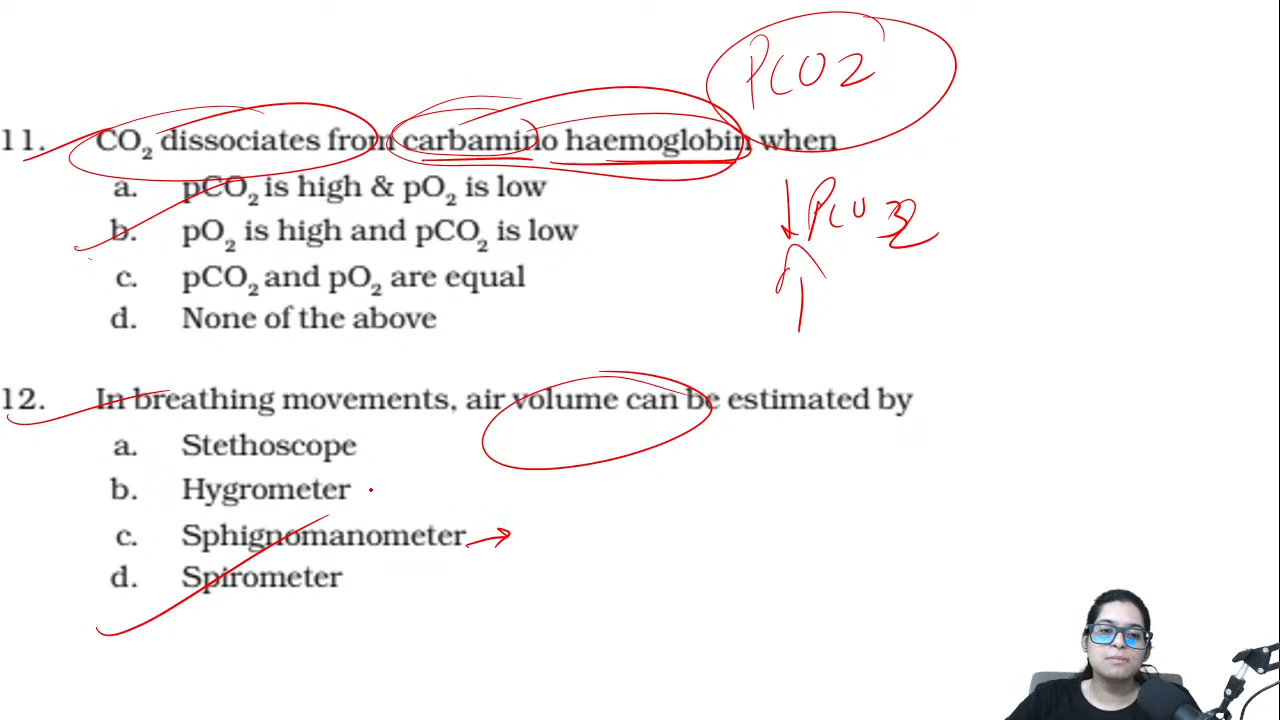 PCO2
11. CO₂ dissociates from carbamino haemoglobin when
a. pCO₂ is high & pO₂ is low
↓ PCO2
b. pO₂ is high and pCO₂ is low
c. pCO₂ and pO₂ are equal
d. None of the above
12. In breathing movements, air volume can be estimated by
a. Stethoscope
b. Hygrometer
c. Sphignomanometer
d. Spirometer